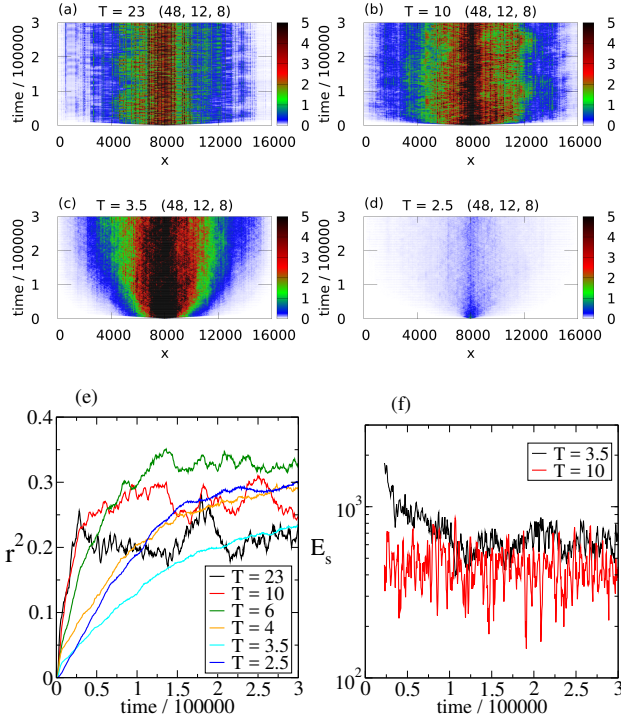 (a) T = 23 (48, 12, 8)
(b) T = 10 (48, 12, 8)
time / 100000
3
2
1
0
0 4000 8000 12000 16000
x
5
4
3
2
1
0
time / 100000
3
2
1
0
0 4000 8000 12000 16000
x
5
4
3
2
1
0
(c) T = 3.5 (48, 12, 8)
(d) T = 2.5 (48, 12, 8)
time / 100000
3
2
1
0
0 4000 8000 12000 16000
x
5
4
3
2
1
0
time / 100000
3
2
1
0
0 4000 8000 12000 16000
x
5
4
3
2
1
0
(e)
r²
0.4
0.3
0.2
0.1
0
0 0.5 1 1.5 2 2.5 3
time / 100000
T = 23
T = 10
T = 6
T = 4
T = 3.5
T = 2.5
(f)
E_s
10³
10²
0.5 1 1.5 2 2.5 3
time / 100000
T = 3.5
T = 10